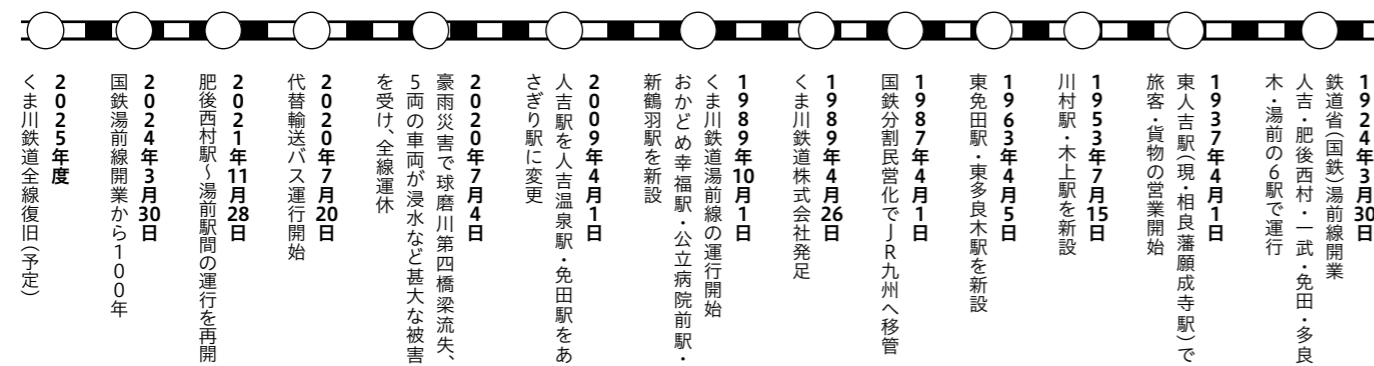 1924年3月30日
鉄道省(国鉄)湯前線開業
人吉・肥後西村・一武・免田・多良
木・湯前の6駅で運行
1937年4月1日
東人吉駅(現・相良藩願成寺駅)で
旅客・貨物の営業開始
1953年7月15日
川村駅・木上駅を新設
1963年4月5日
東免田駅・東多良木駅を新設
1987年4月1日
国鉄分割民営化でJR九州へ移管
1989年4月26日
くま川鉄道株式会社発足
1989年10月1日
くま川鉄道湯前線の運行開始
おかどめ幸福駅・公立病院前駅・
新鶴羽駅を新設
2009年4月1日
人吉駅を人吉温泉駅・免田駅をあ
さぎり駅に変更
2020年7月4日
豪雨災害で球磨川第四橋梁流失、
5両の車両が浸水など甚大な被害
を受け、全線運休
2020年7月20日
代替輸送バス運行開始
2021年11月28日
肥後西村駅〜湯前駅間の運行を再開
2024年3月30日
国鉄湯前線開業から100年
2025年度
くま川鉄道全線復旧(予定)